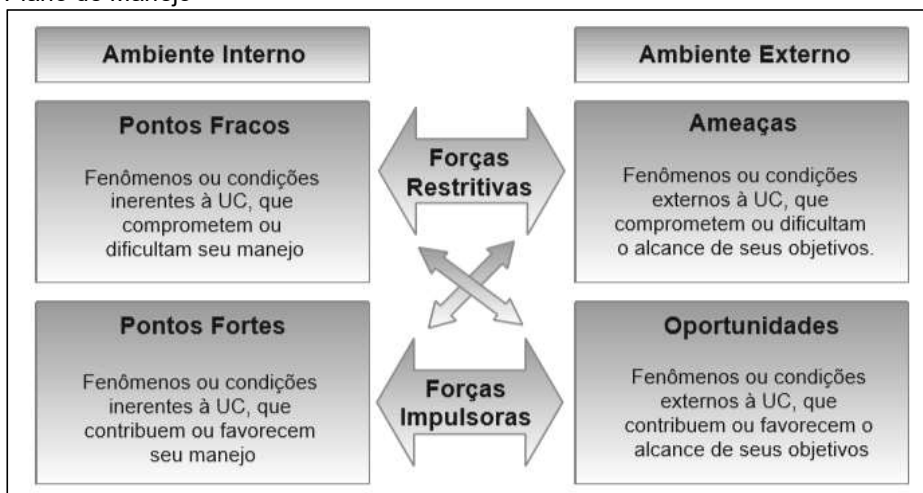 Plano de Manejo
Ambiente Interno
Ambiente Externo
Pontos Fracos
Fenômenos ou condições
inerentes à UC, que
comprometem ou
dificultam seu manejo
Forças
Restritivas
Ameaças
Fenômenos ou condições
externos à UC, que
comprometem ou dificultam
o alcance de seus objetivos.
Pontos Fortes
Fenômenos ou condições
inerentes à UC, que
contribuem ou favorecem
seu manejo
Forças
Impulsoras
Oportunidades
Fenômenos ou condições
externos à UC, que
contribuem ou favorecem o
alcance de seus objetivos